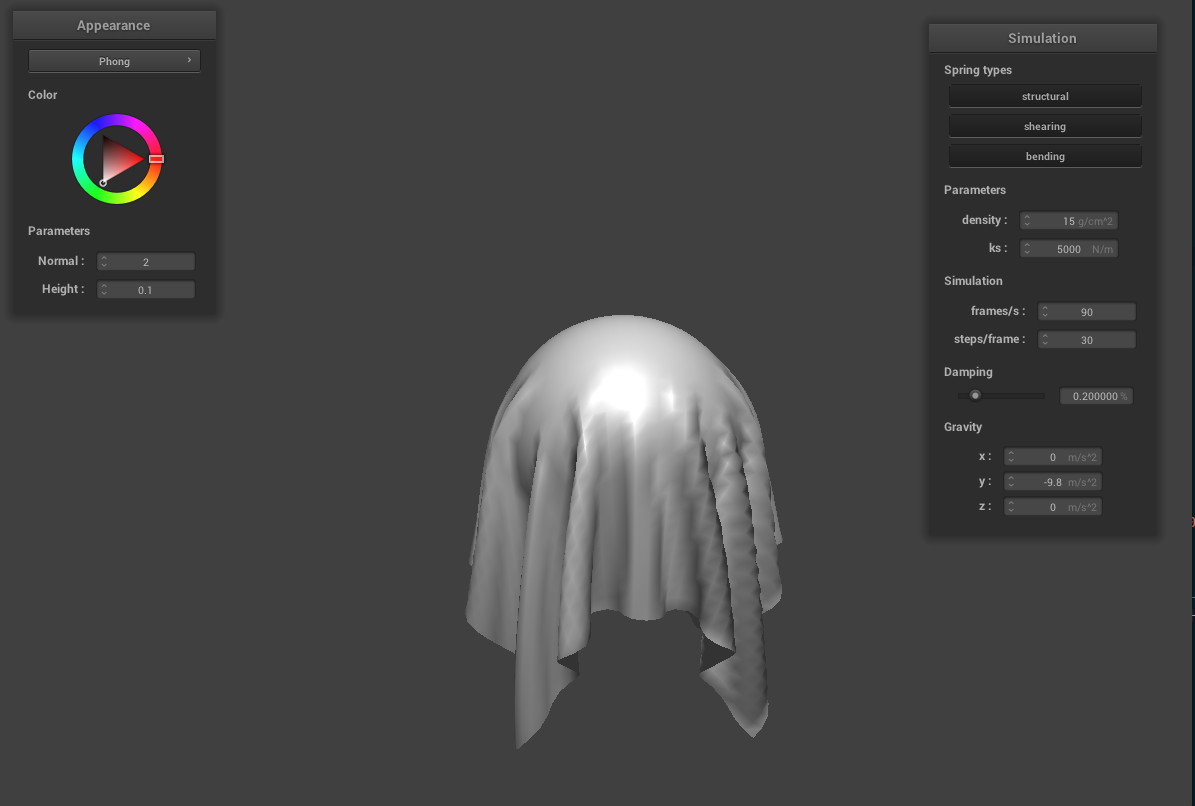 Appearance
Phong ›
Color
Parameters
Normal : 2
Height : 0.1
Simulation
Spring types
structural
shearing
bending
Parameters
density : 15 g/cm^2
ks : 5000 N/m
Simulation
frames/s : 90
steps/frame : 30
Damping
0.200000 %
Gravity
x : 0 m/s^2
y : -9.8 m/s^2
z : 0 m/s^2